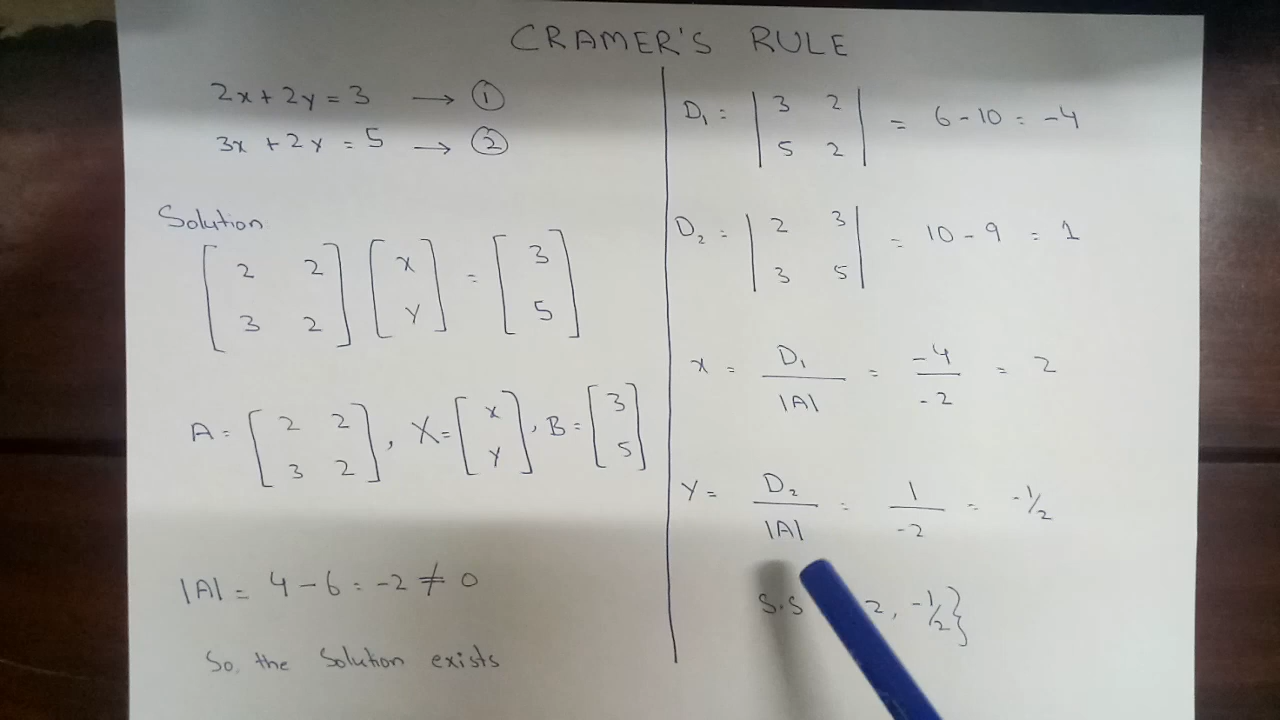 CRAMER'S RULE
2x+2y=3 → ①
3x+2y=5 → ②
Solution
[2 2] [x] = [3]
[3 2] [y] [5]
A=[2 2], X=[x], B=[3]
[3 2] [y] [5]
|A| = 4-6 = -2 ≠ 0
So, the Solution exists
D₁ = |3 2| = 6-10 = -4
|5 2|
D₂ = |2 3| = 10-9 = 1
|3 5|
x = D₁/|A| = -4/-2 = 2
y = D₂/|A| = 1/-2 = -1/2
S.S 2, -1/2}